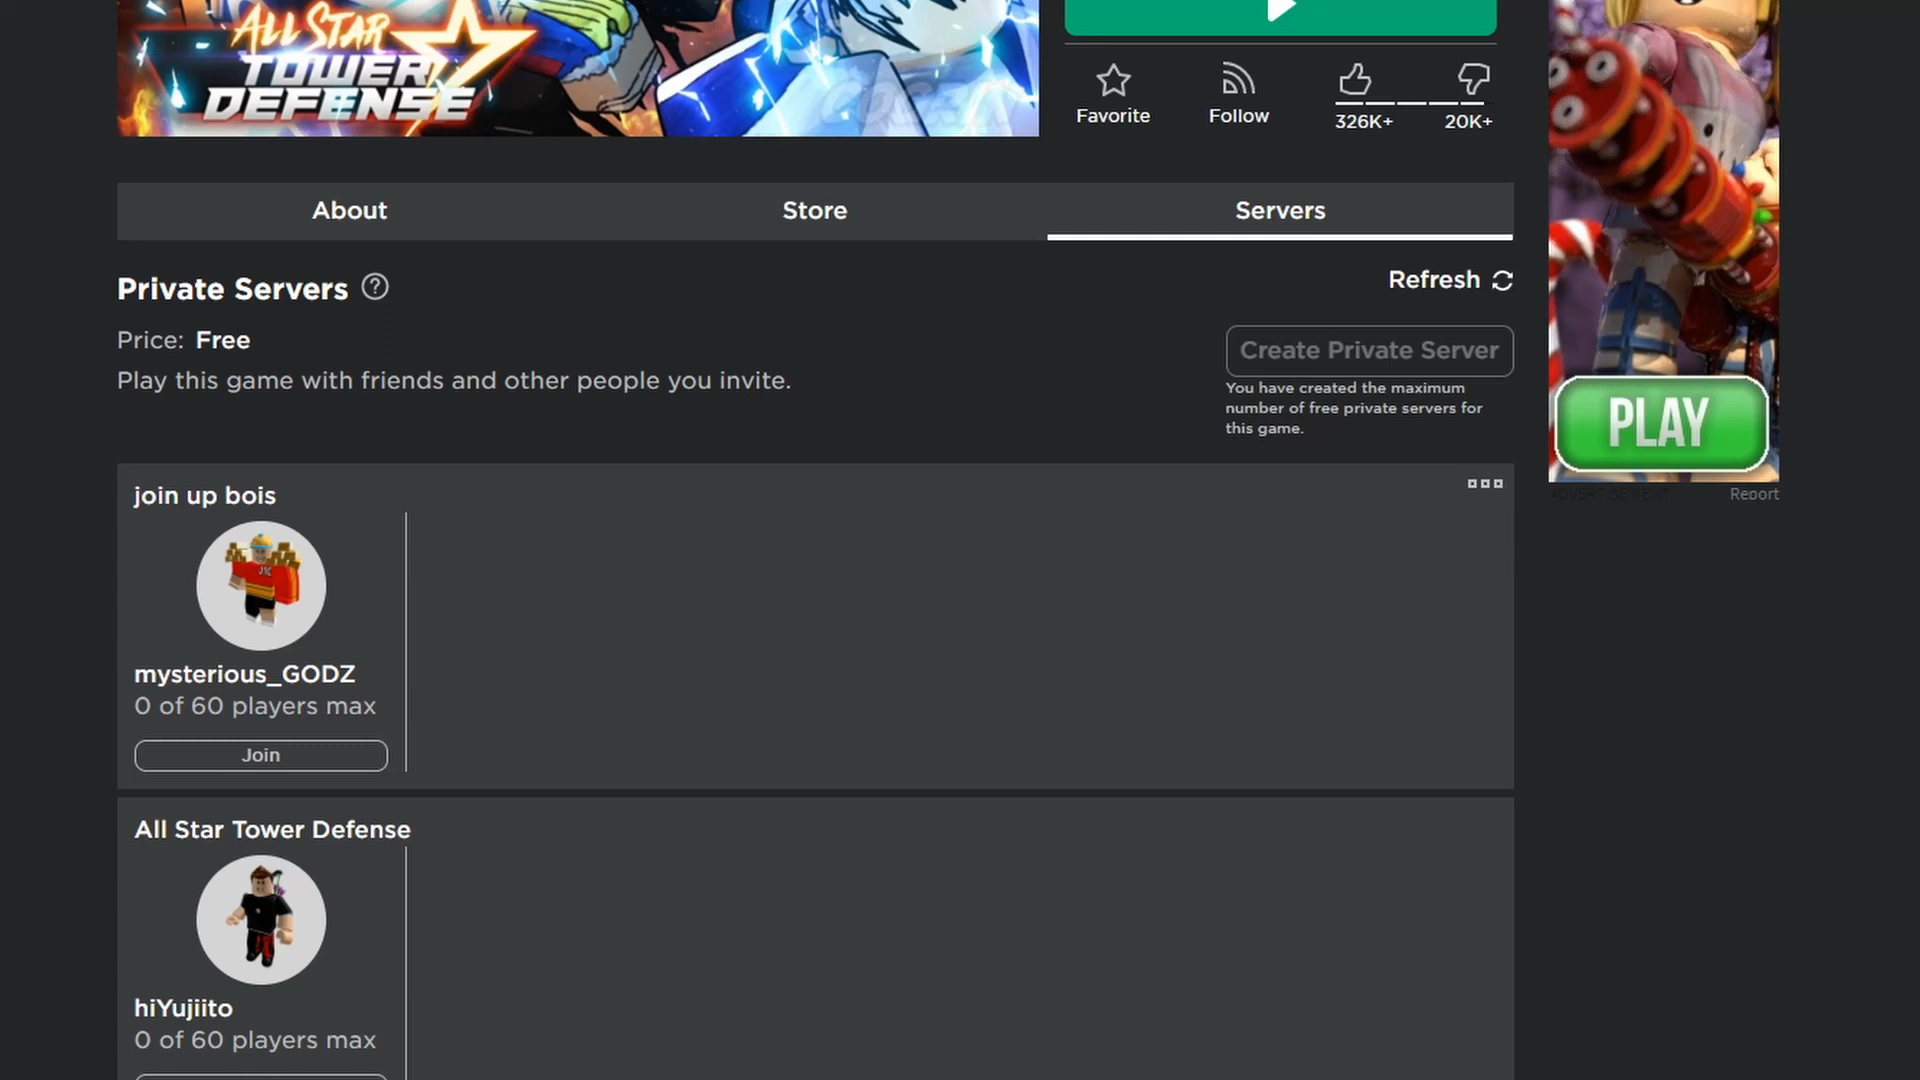 ALL STAR
TOWER
DEFENSE
Favorite
Follow
326K+
20K+
About
Store
Servers
Private Servers
Refresh
Price: Free
Create Private Server
Play this game with friends and other people you invite.
You have created the maximum
number of free private servers for
this game.
PLAY
ADVERTISEMENT
Report
join up bois
mysterious_GODZ
0 of 60 players max
Join
All Star Tower Defense
hiYujiito
0 of 60 players max